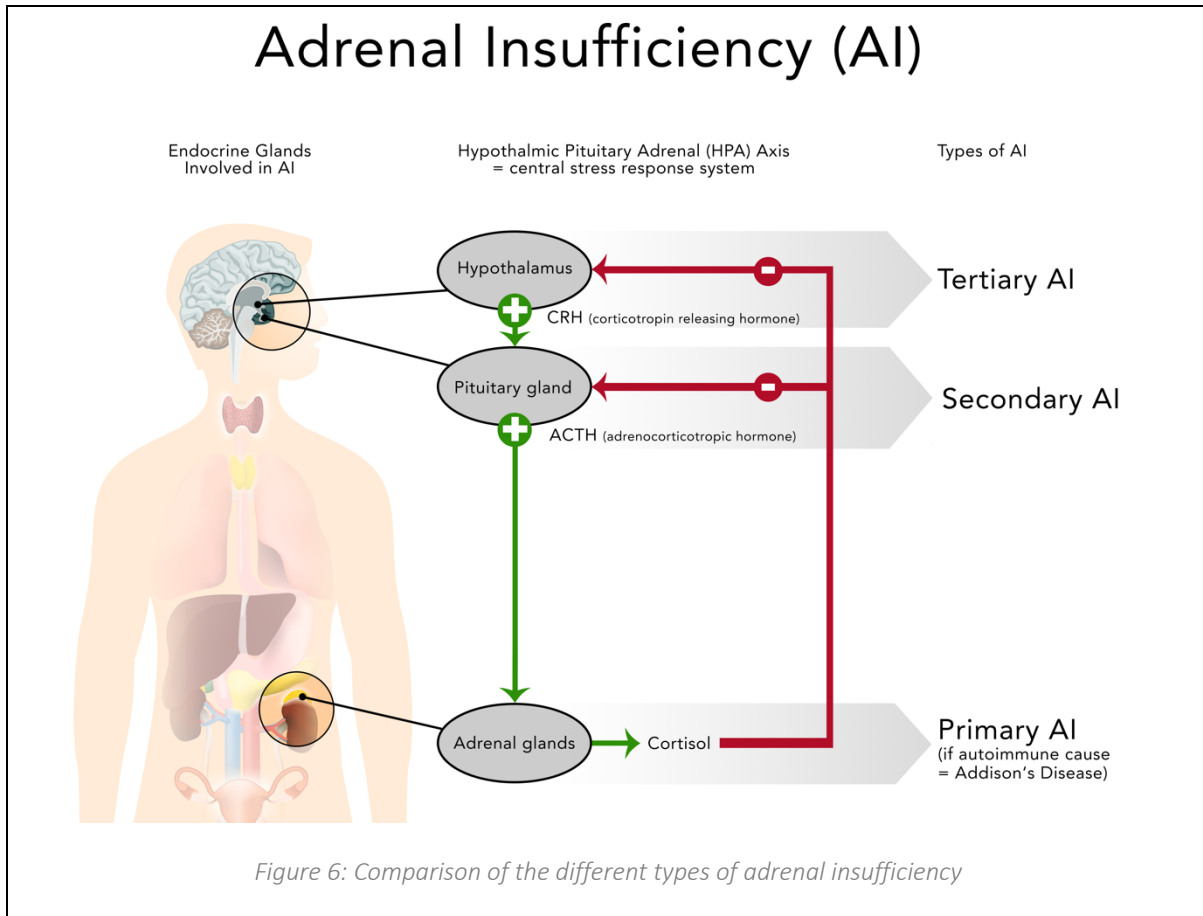 Adrenal Insufficiency (AI)
Endocrine Glands
Involved in AI
Hypothalmic Pituitary Adrenal (HPA) Axis
= central stress response system
Types of AI
Hypothalamus
CRH (corticotropin releasing hormone)
Tertiary AI
Pituitary gland
ACTH (adrenocorticotropic hormone)
Secondary AI
Adrenal glands
Cortisol
Primary AI
(if autoimmune cause
= Addison's Disease)
Figure 6: Comparison of the different types of adrenal insufficiency